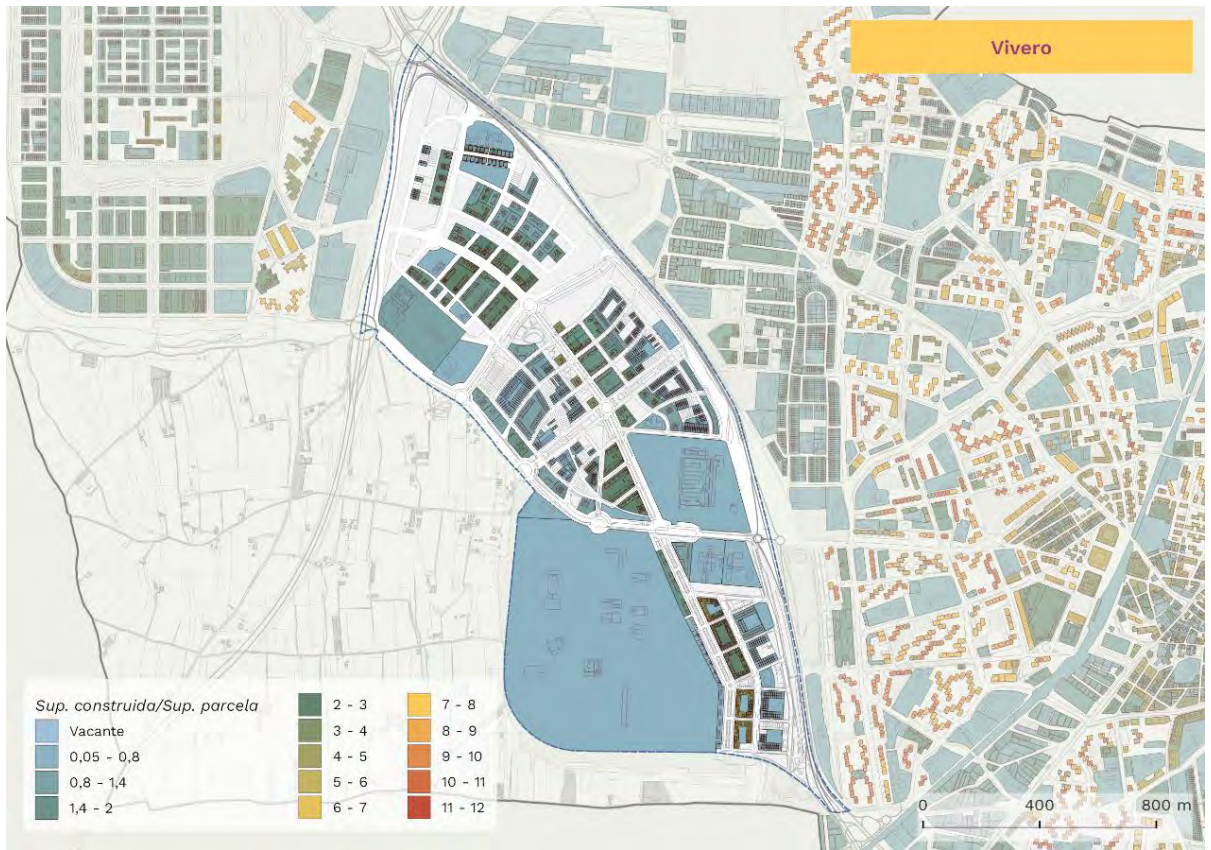 Vivero
Sup. construida/Sup. parcela
Vacante
0,05 - 0,8
0,8 - 1,4
1,4 - 2
2 - 3
3 - 4
4 - 5
5 - 6
6 - 7
7 - 8
8 - 9
9 - 10
10 - 11
11 - 12
0 400 800 m